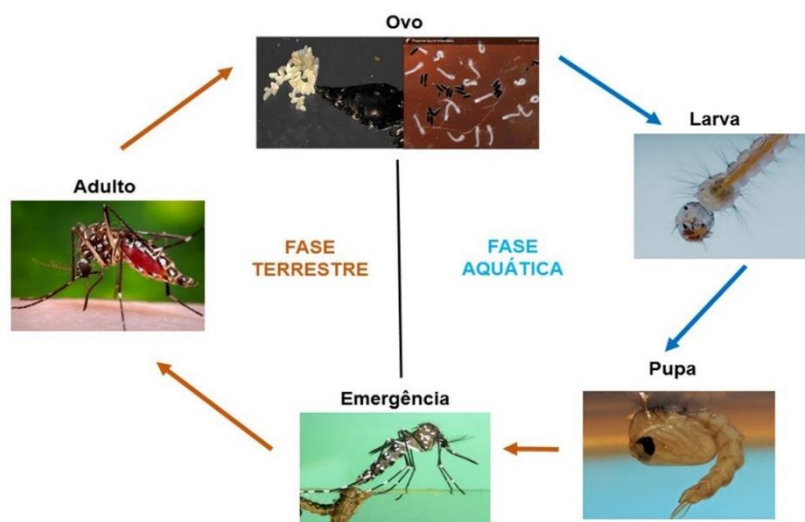 Ovo
Larva
Adulto
FASE
TERRESTRE
FASE
AQUÁTICA
Pupa
Emergência